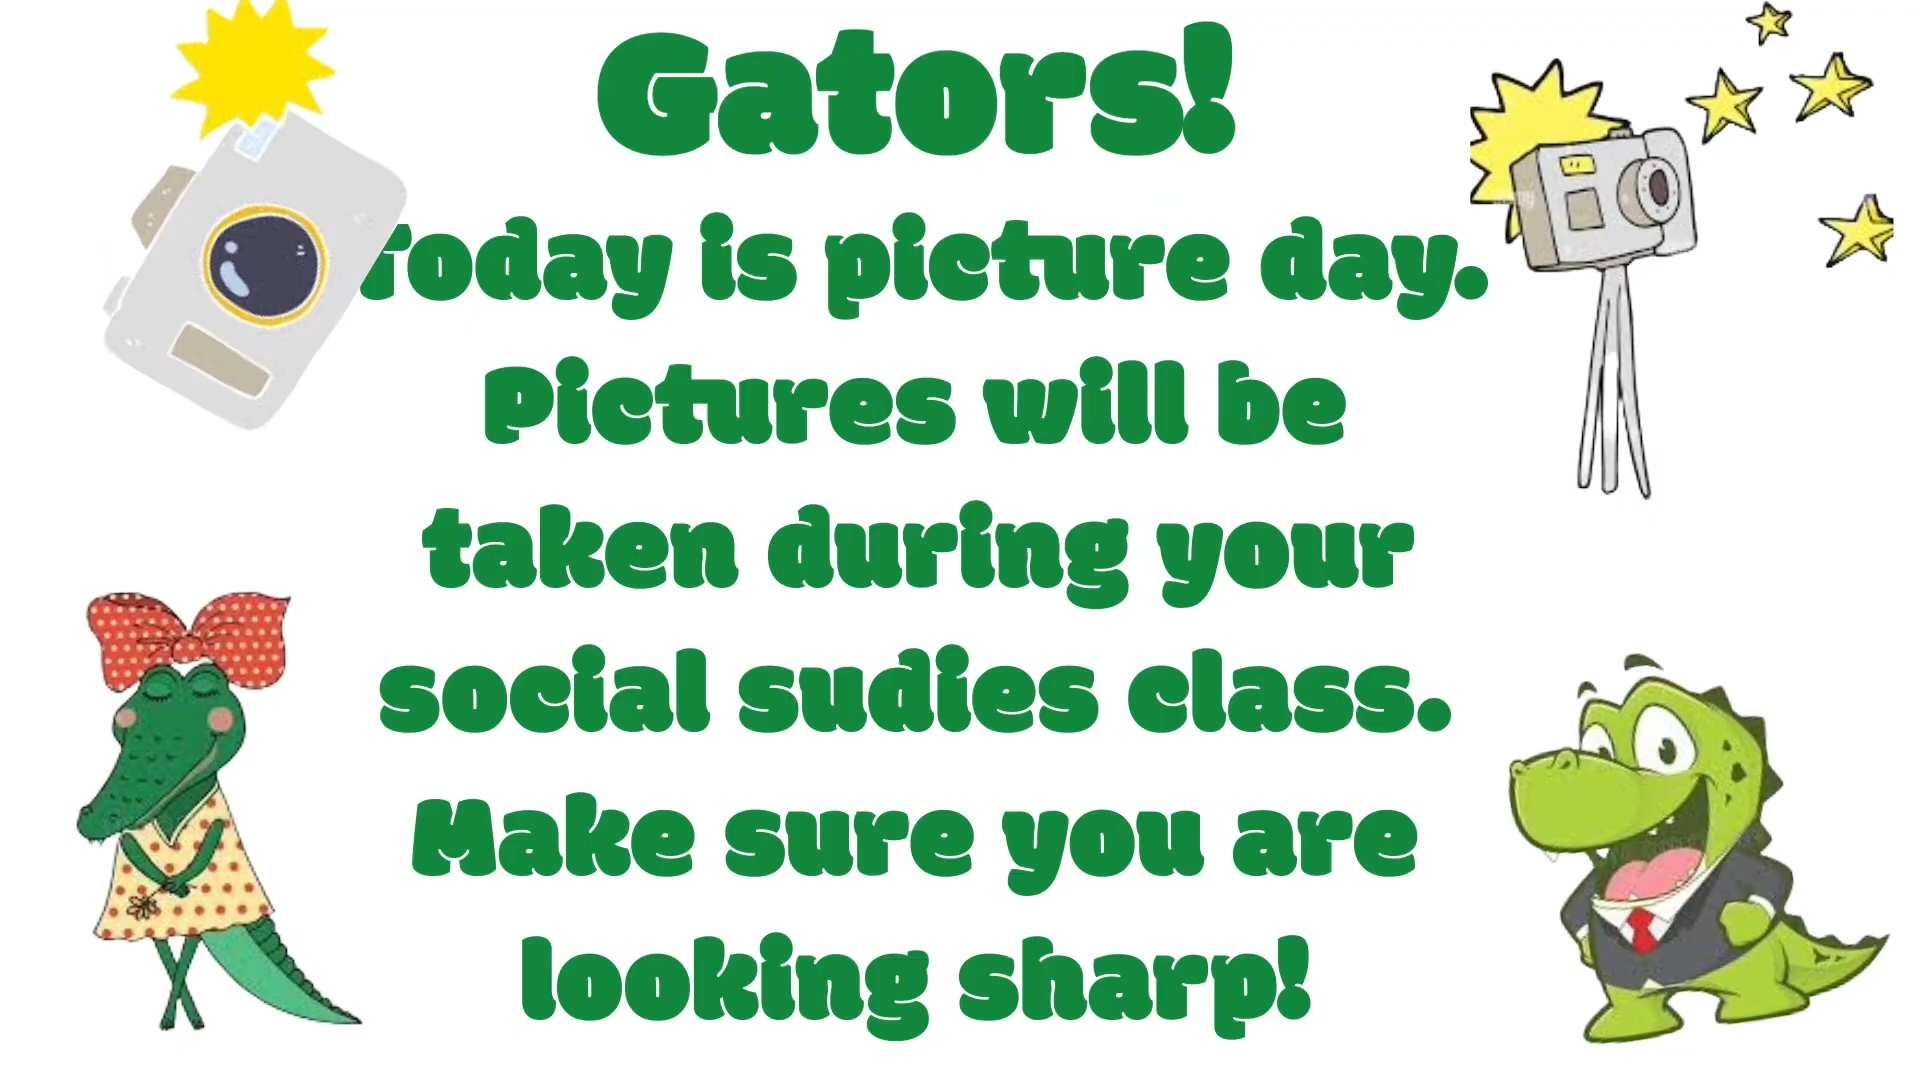 Gators!
Today is picture day.
Pictures will be
taken during your
social sudies class.
Make sure you are
looking sharp!